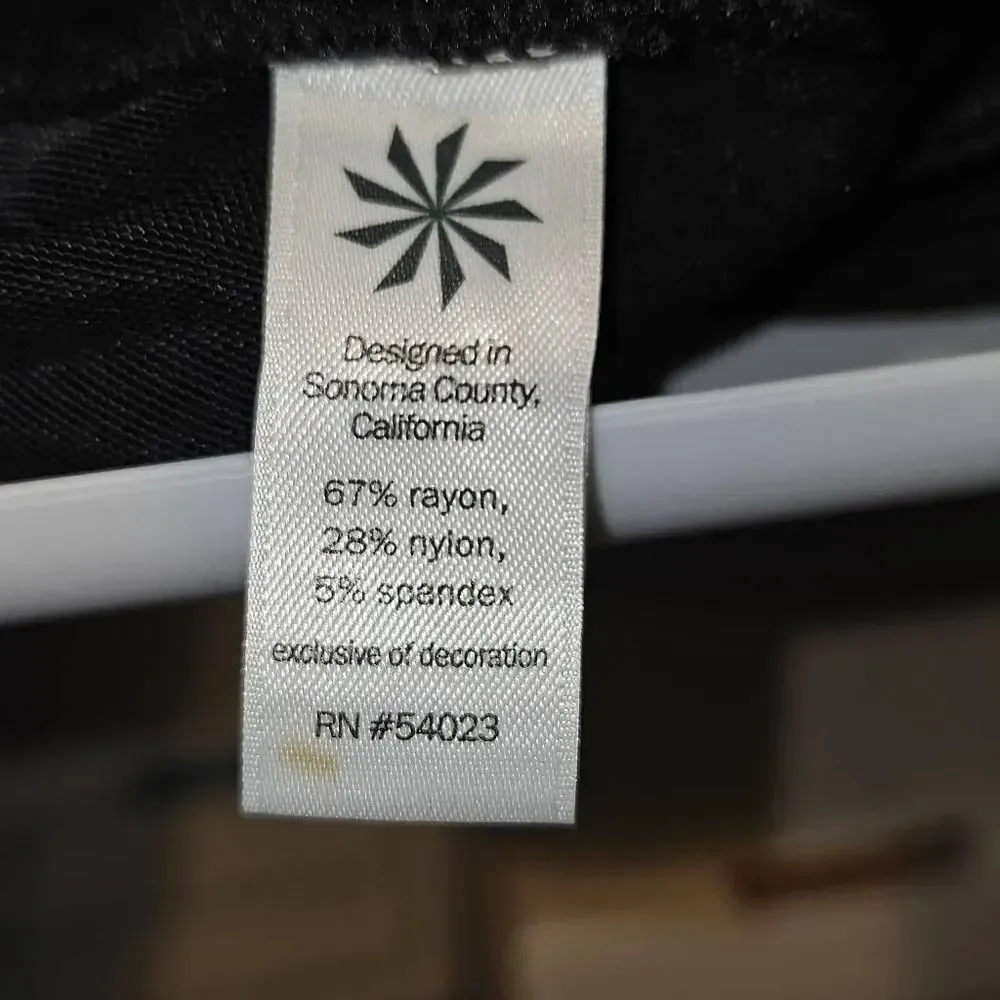 Designed in
Sonoma County,
California
67% rayon,
28% nylon,
5% spandex
exclusive of decoration
RN #54023